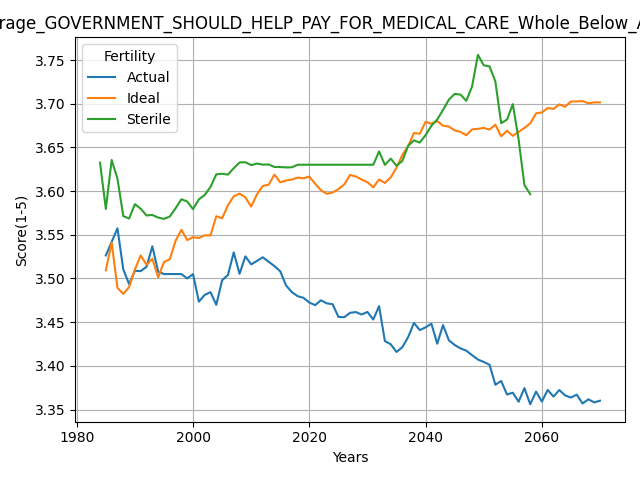 GOVERNMENT_SHOULD_HELP_PAY_FOR_MEDICAL_CARE_Whole_Below_
Fertility
Actual
Ideal
Sterile
Score(1-5)
3.75
3.70
3.65
3.60
3.55
3.50
3.45
3.40
3.35
1980
2000
2020
2040
2060
Years